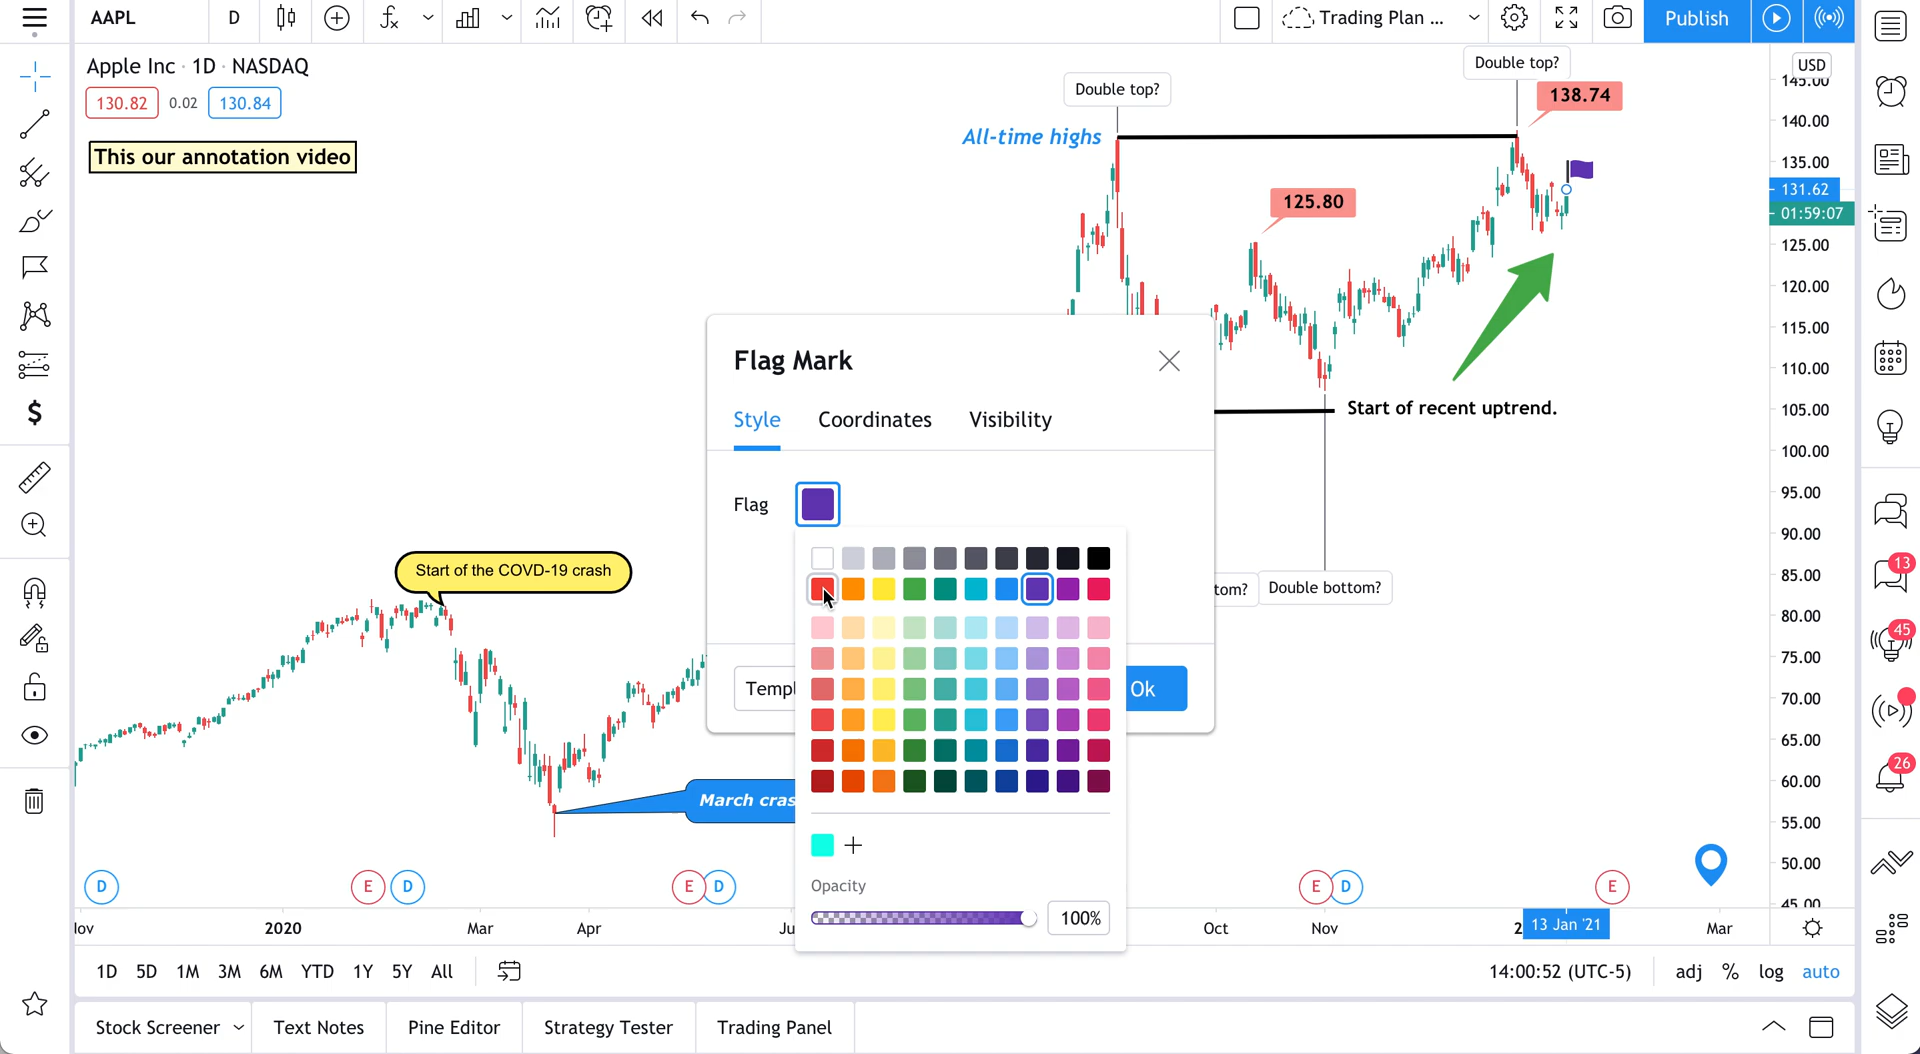 AAPL
D
Trading Plan ...
Publish
Apple Inc · 1D · NASDAQ
130.82 0.02 130.84
This our annotation video
Double top?
Double top?
138.74
All-time highs
125.80
USD
145.00
140.00
135.00
131.62
01:59:07
125.00
120.00
115.00
110.00
105.00
100.00
95.00
90.00
85.00
80.00
75.00
70.00
65.00
60.00
55.00
50.00
45.00
Start of recent uptrend.
Flag Mark
Style Coordinates Visibility
Flag
Start of the COVD-19 crash
tom?
Double bottom?
Templ
Ok
March cras
Opacity
100%
D E D E D E D E
lov 2020 Mar Apr Ju Oct Nov 2 13 Jan '21 Mar
1D 5D 1M 3M 6M YTD 1Y 5Y All
14:00:52 (UTC-5) adj % log auto
Stock Screener Text Notes Pine Editor Strategy Tester Trading Panel
13
45
26